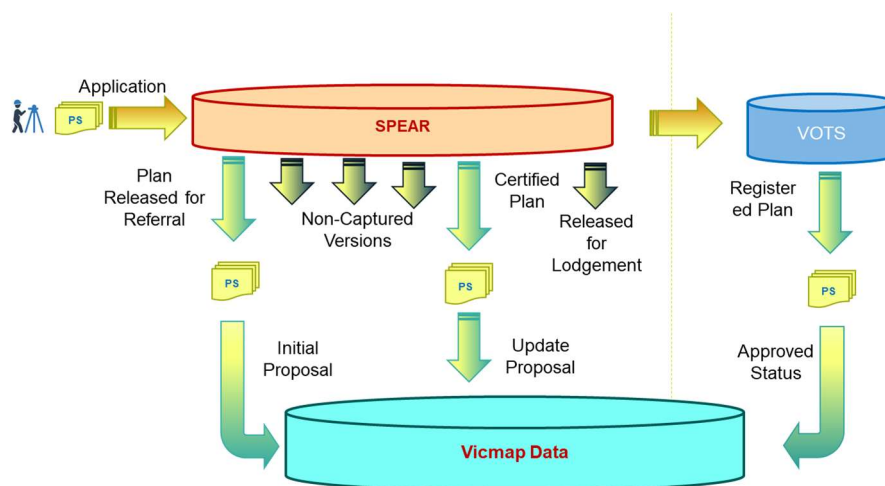 Application
PS
SPEAR
VOTS
Plan
Released for
Referral
Non-Captured
Versions
Certified
Plan
Released
for
Lodgement
Register
ed Plan
PS
PS
PS
Initial
Proposal
Update
Proposal
Approved
Status
Vicmap Data